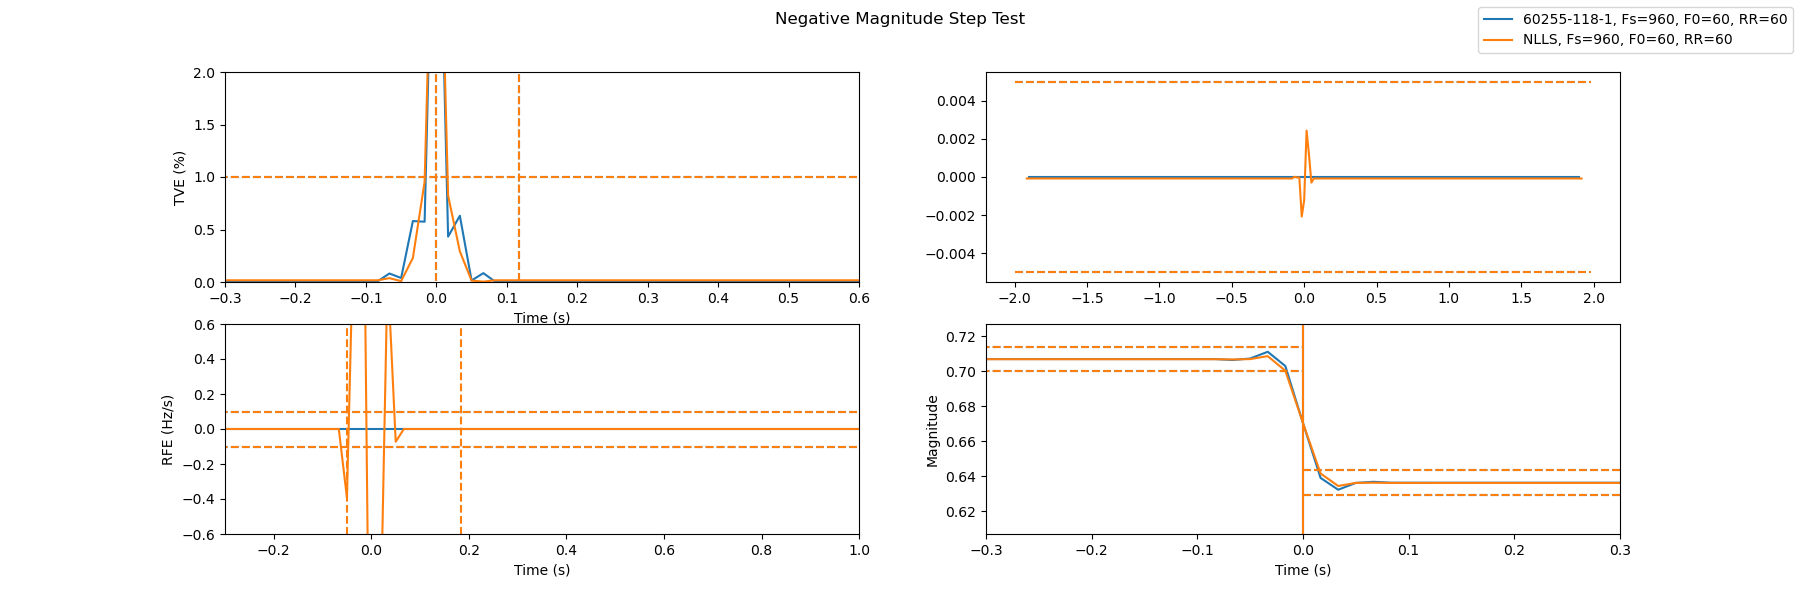 Negative Magnitude Step Test
60255-118-1, Fs=960, F0=60, RR=60
NLLS, Fs=960, F0=60, RR=60
2.0
1.5
1.0
0.5
0.0
TVE (%)
−0.3 −0.2 −0.1 0.0 0.1 0.2 0.3 0.4 0.5 0.6
Time (s)
0.004
0.002
0.000
−0.002
−0.004
−2.0 −1.5 −1.0 −0.5 0.0 0.5 1.0 1.5 2.0
0.6
0.4
0.2
0.0
−0.2
−0.4
−0.6
RFE (Hz/s)
−0.2 0.0 0.2 0.4 0.6 0.8 1.0
Time (s)
0.72
0.70
0.68
0.66
0.64
0.62
Magnitude
−0.3 −0.2 −0.1 0.0 0.1 0.2 0.3
Time (s)